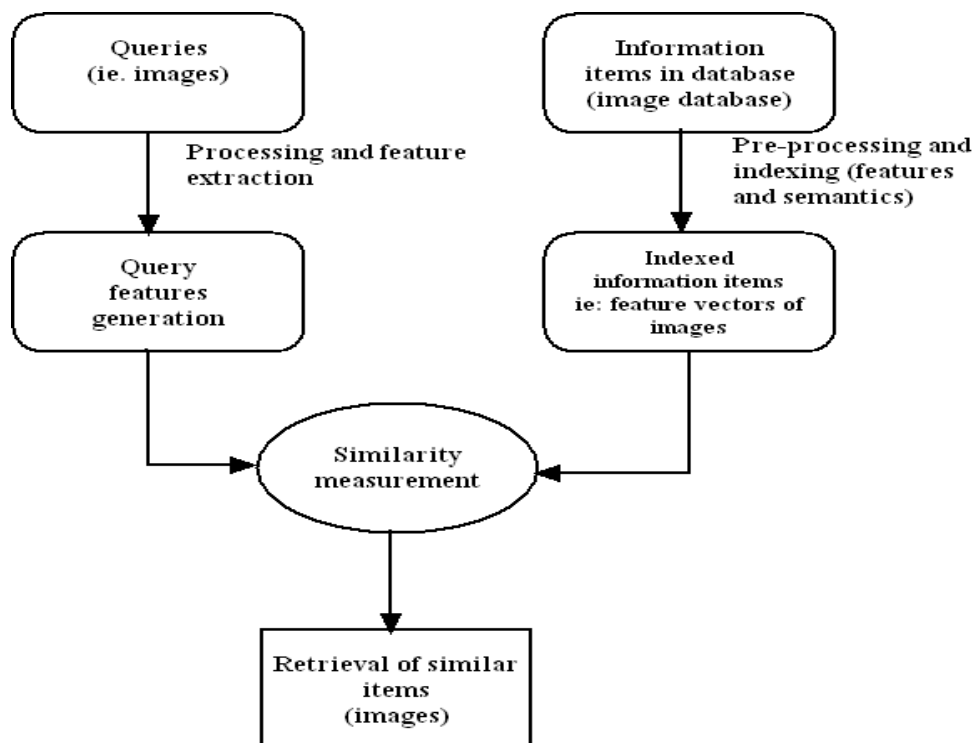 Queries
(ie. images)
Information
items in database
(image database)
Processing and feature
extraction
Pre-processing and
indexing (features
and semantics)
Query
features
generation
Indexed
information items
ie: feature vectors of
images
Similarity
measurement
Retrieval of similar
items
(images)